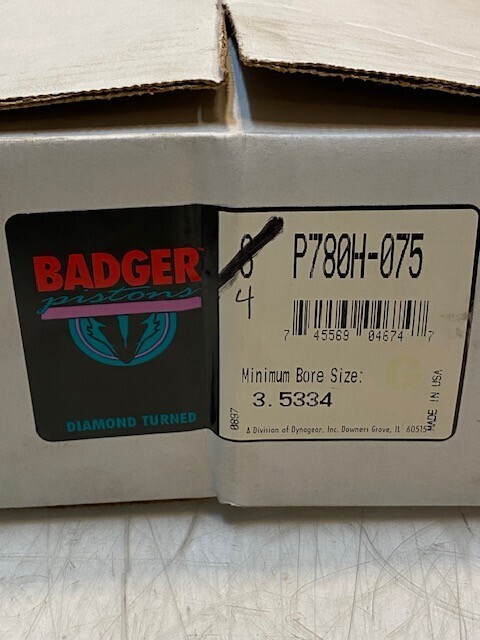 BADGER
pistons
DIAMOND TURNED
8 P780H-075
4
7 45569 04674 7
Minimum Bore Size:
3.5334
0897
MADE IN USA
A Division of Dynagear, Inc. Downers Grove, IL 60515